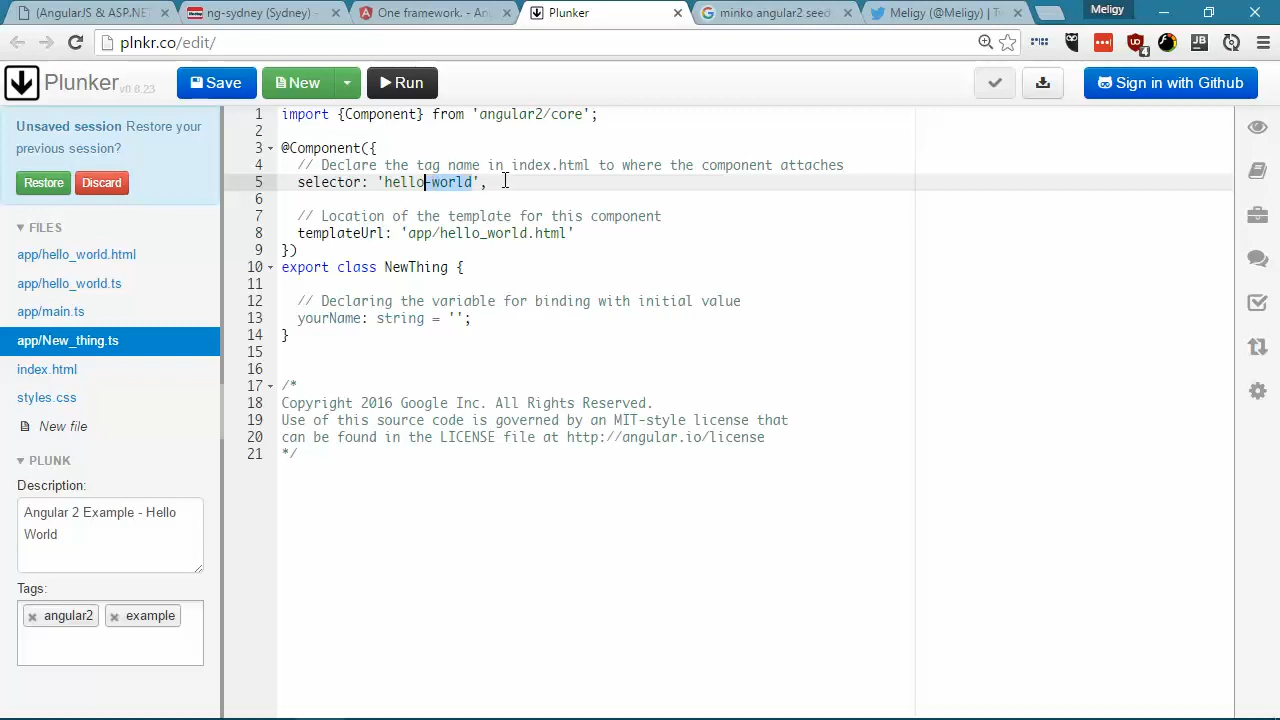 (AngularJS & ASP.NE
ng-sydney (Sydney)
One framework. - Ang
Plunker
minko angular2 seed
Meligy (@Meligy) | Tw
Meligy
plnkr.co/edit/
4
JB
Plunker v0.8.23
Save
New
Run
Sign in with Github
Unsaved session Restore your
previous session?
Restore
Discard
FILES
app/hello_world.html
app/hello_world.ts
app/main.ts
app/New_thing.ts
index.html
styles.css
New file
PLUNK
Description:
Angular 2 Example - Hello
World
Tags:
angular2
example
1 import {Component} from 'angular2/core';
2
3 @Component({
4 // Declare the tag name in index.html to where the component attaches
5 selector: 'hello-world',
6
7 // Location of the template for this component
8 templateUrl: 'app/hello_world.html'
9 })
10 export class NewThing {
11
12 // Declaring the variable for binding with initial value
13 yourName: string = '';
14 }
15
16
17 /*
18 Copyright 2016 Google Inc. All Rights Reserved.
19 Use of this source code is governed by an MIT-style license that
20 can be found in the LICENSE file at http://angular.io/license
21 */